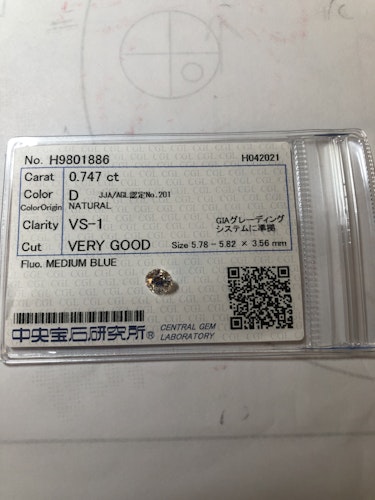 No. H9801886 H042021
Carat 0.747 ct
Color D JJA/AGL認定No.201
ColorOrigin NATURAL
Clarity VS-1 GIAグレーディング
システムに準拠
Cut VERY GOOD Size 5.78 - 5.82 × 3.56 mm
Fluo. MEDIUM BLUE
中央宝石研究所® CENTRAL GEM
LABORATORY